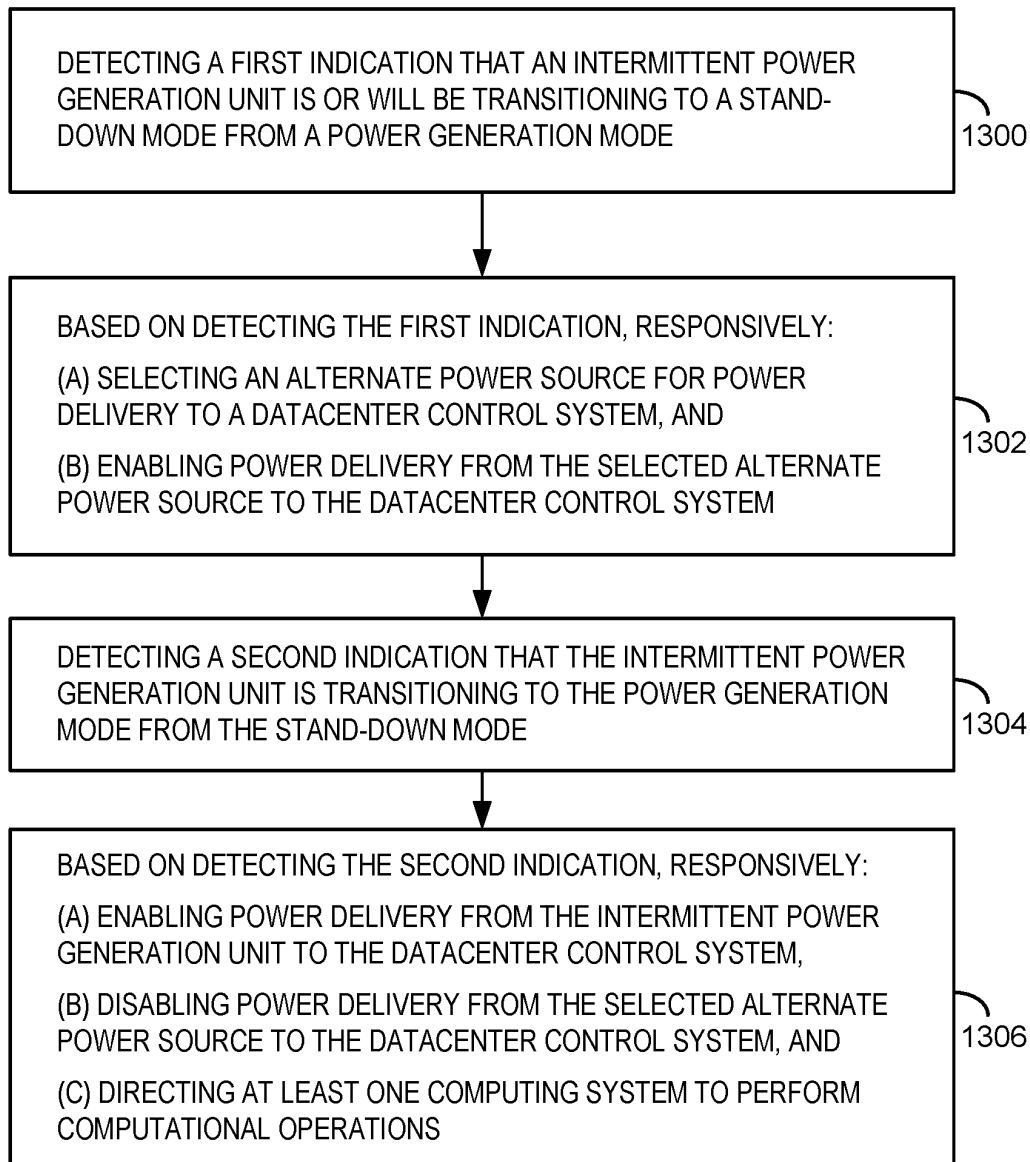 DETECTING A FIRST INDICATION THAT AN INTERMITTENT POWER
GENERATION UNIT IS OR WILL BE TRANSITIONING TO A STAND-
DOWN MODE FROM A POWER GENERATION MODE
1300
BASED ON DETECTING THE FIRST INDICATION, RESPONSIVELY:
(A) SELECTING AN ALTERNATE POWER SOURCE FOR POWER
DELIVERY TO A DATACENTER CONTROL SYSTEM, AND
(B) ENABLING POWER DELIVERY FROM THE SELECTED ALTERNATE
POWER SOURCE TO THE DATACENTER CONTROL SYSTEM
1302
DETECTING A SECOND INDICATION THAT THE INTERMITTENT POWER
GENERATION UNIT IS TRANSITIONING TO THE POWER GENERATION
MODE FROM THE STAND-DOWN MODE
1304
BASED ON DETECTING THE SECOND INDICATION, RESPONSIVELY:
(A) ENABLING POWER DELIVERY FROM THE INTERMITTENT POWER
GENERATION UNIT TO THE DATACENTER CONTROL SYSTEM,
(B) DISABLING POWER DELIVERY FROM THE SELECTED ALTERNATE
POWER SOURCE TO THE DATACENTER CONTROL SYSTEM, AND
(C) DIRECTING AT LEAST ONE COMPUTING SYSTEM TO PERFORM
COMPUTATIONAL OPERATIONS
1306